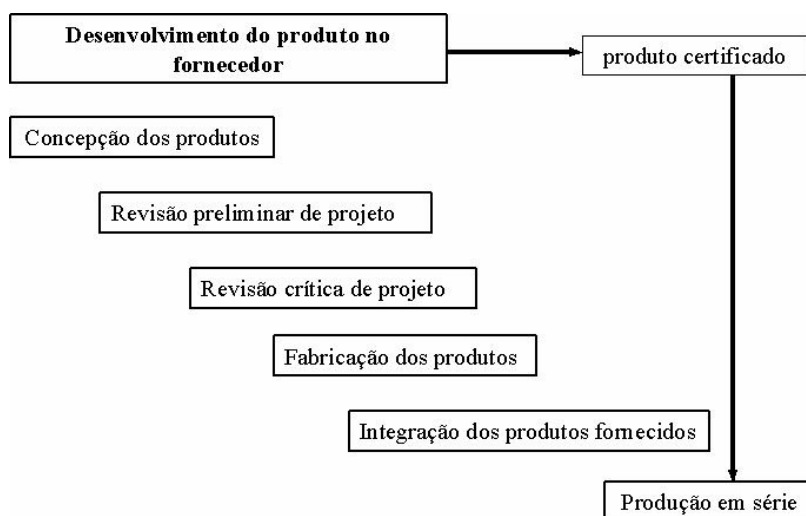 Desenvolvimento do produto no
fornecedor
produto certificado
Concepção dos produtos
Revisão preliminar de projeto
Revisão crítica de projeto
Fabricação dos produtos
Integração dos produtos fornecidos
Produção em série